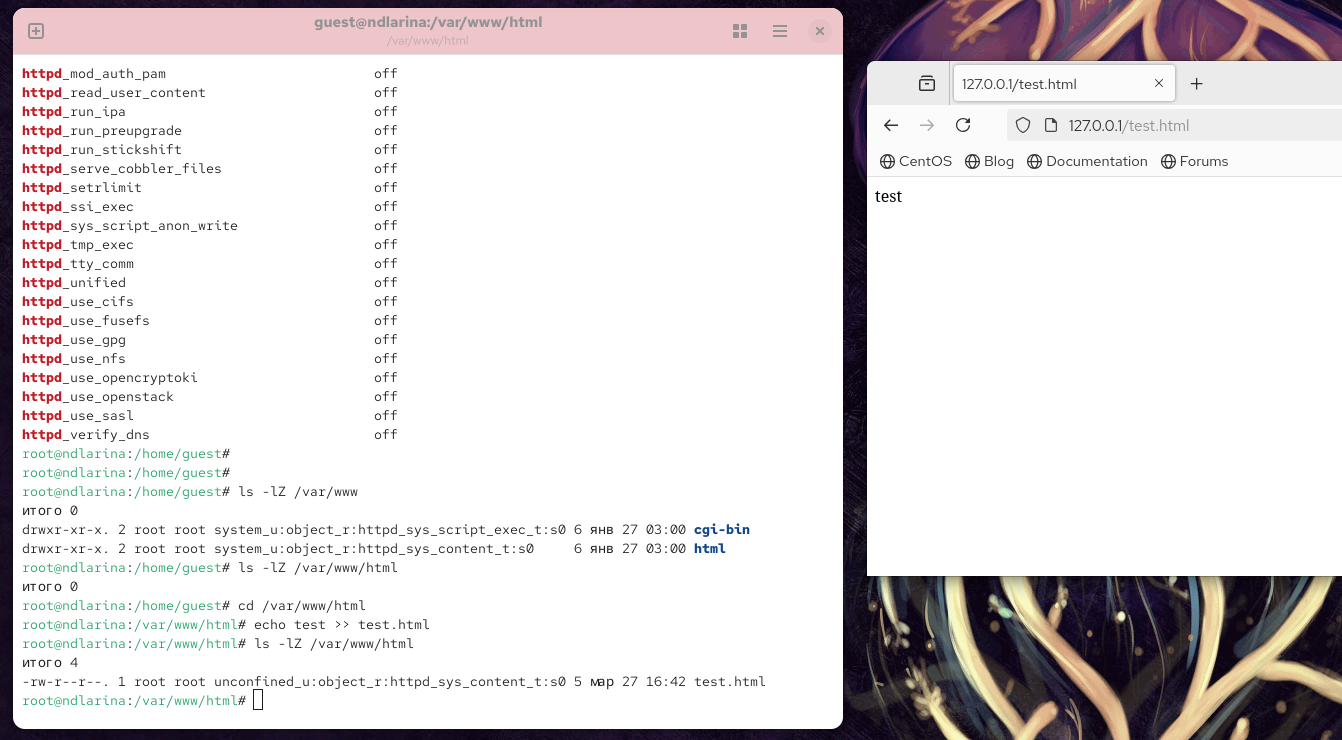 guest@ndlarina:/var/www/html
/var/www/html
httpd_mod_auth_pam off
httpd_read_user_content off
httpd_run_ipa off
httpd_run_preupgrade off
httpd_run_stickshift off
httpd_serve_cobbler_files off
httpd_setrlimit off
httpd_ssi_exec off
httpd_sys_script_anon_write off
httpd_tmp_exec off
httpd_tty_comm off
httpd_unified off
httpd_use_cifs off
httpd_use_fusefs off
httpd_use_gpg off
httpd_use_nfs off
httpd_use_opencryptoki off
httpd_use_openstack off
httpd_use_sasl off
httpd_verify_dns off
root@ndlarina:/home/guest#
root@ndlarina:/home/guest#
root@ndlarina:/home/guest# ls -lZ /var/www
итого 0
drwxr-xr-x. 2 root root system_u:object_r:httpd_sys_script_exec_t:s0 6 янв 27 03:00 cgi-bin
drwxr-xr-x. 2 root root system_u:object_r:httpd_sys_content_t:s0 6 янв 27 03:00 html
root@ndlarina:/home/guest# ls -lZ /var/www/html
итого 0
root@ndlarina:/home/guest# cd /var/www/html
root@ndlarina:/var/www/html# echo test >> test.html
root@ndlarina:/var/www/html# ls -lZ /var/www/html
итого 4
-rw-r--r--. 1 root root unconfined_u:object_r:httpd_sys_content_t:s0 5 мар 27 16:42 test.html
root@ndlarina:/var/www/html#
127.0.0.1/test.html
127.0.0.1/test.html
CentOS Blog Documentation Forums
test